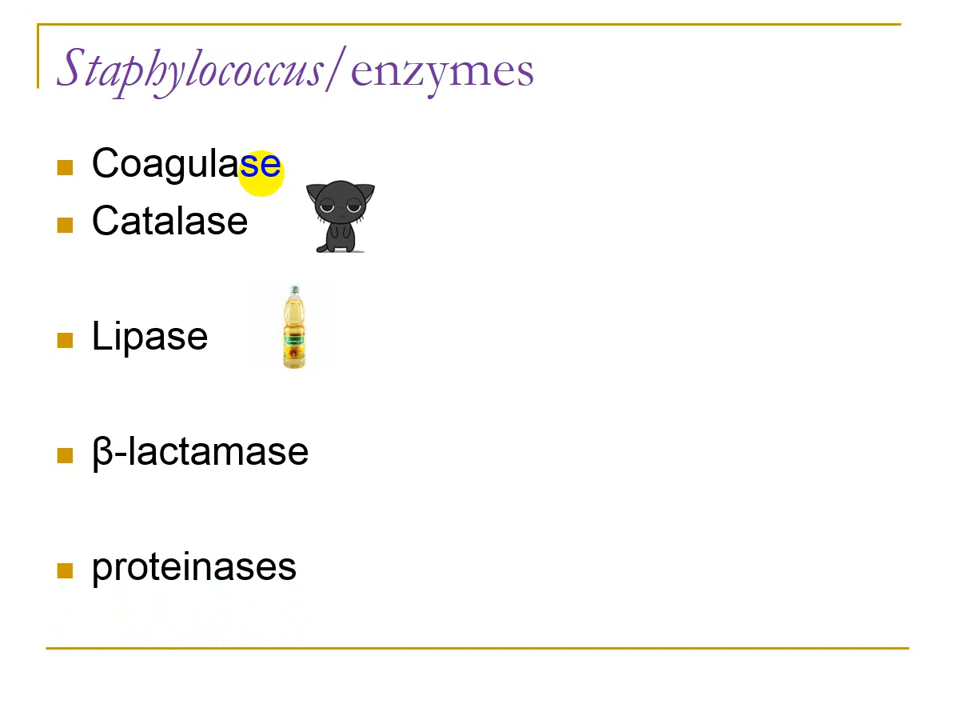 Staphylococcus/enzymes
Coagulase
Catalase
Lipase
β-lactamase
proteinases